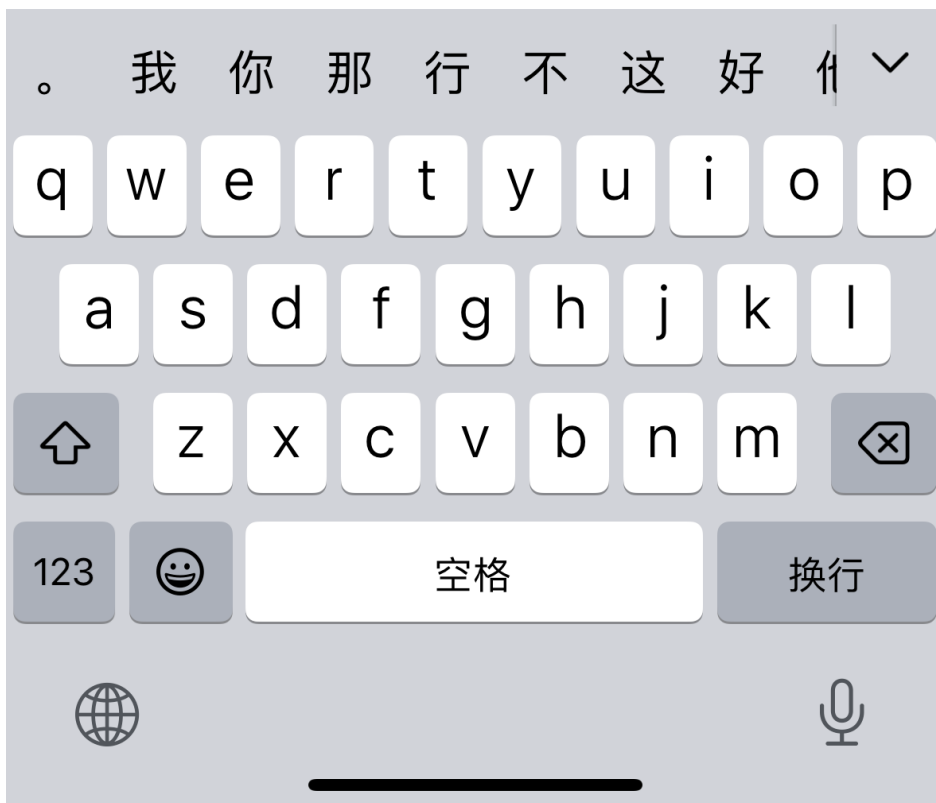 。 我 你 那 行 不 这 好
q w e r t y u i o p
a s d f g h j k l
z x c v b n m
123 空格 换行